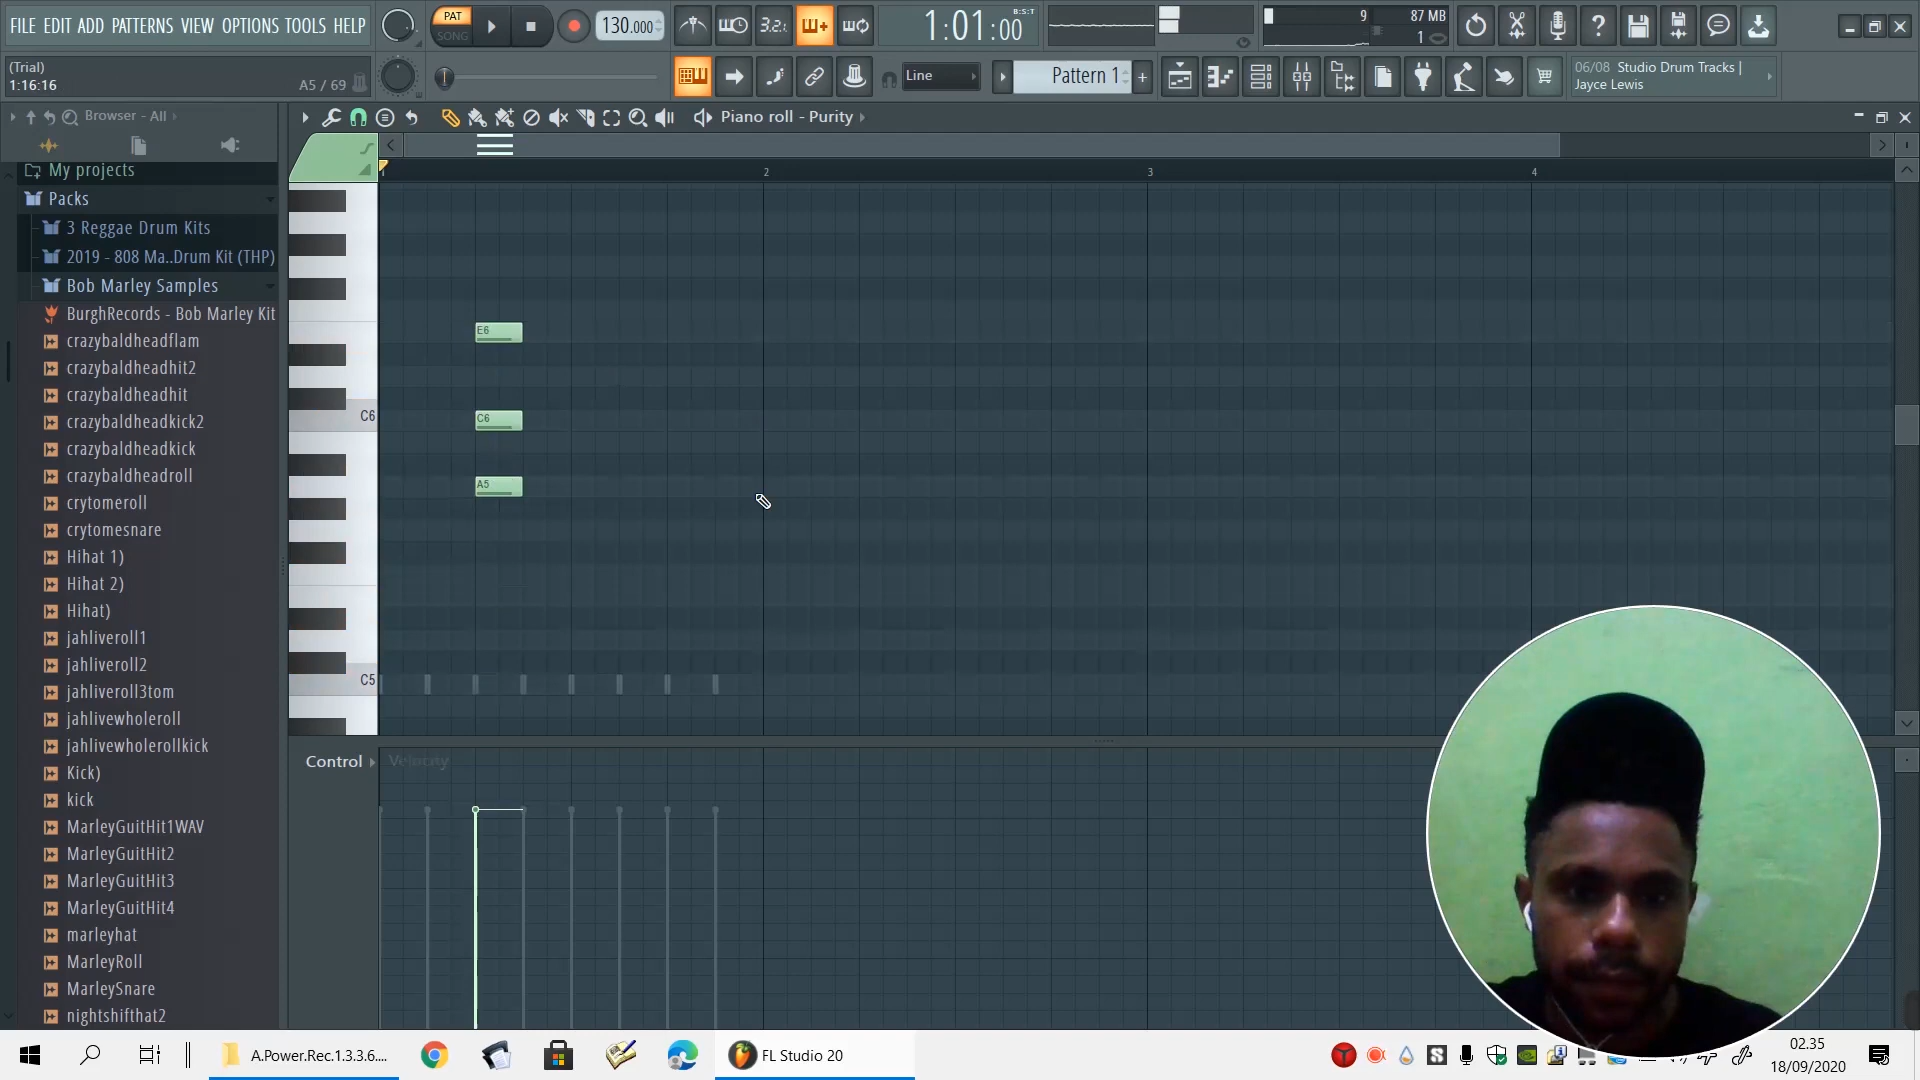 FILE EDIT ADD PATTERNS VIEW OPTIONS TOOLS HELP
PAT
SONG
130.000
3.2.
1:01:00
B:S:T
9
87 MB
1
(Trial)
1:16:16
A5 / 69
Line
Pattern 1
06/08 Studio Drum Tracks |
Jayce Lewis
Browser - All
Piano roll - Purity
My projects
Packs
3 Reggae Drum Kits
2019 - 808 Ma..Drum Kit (THP)
Bob Marley Samples
BurghRecords - Bob Marley Kit
crazybaldheadflam
crazybaldheadhit2
crazybaldheadhit
crazybaldheadkick2
crazybaldheadkick
crazybaldheadroll
crytomeroll
crytomesnare
Hihat 1)
Hihat 2)
Hihat)
jahliveroll1
jahliveroll2
jahliveroll3tom
jahlivewholeroll
jahlivewholerollkick
Kick)
kick
MarleyGuitHit1WAV
MarleyGuitHit2
MarleyGuitHit3
MarleyGuitHit4
marleyhat
MarleyRoll
MarleySnare
nightshifthat2
1
2
3
4
E6
C6
C6
A5
C5
Control
Velocity
A.Power.Rec.1.3.3.6....
FL Studio 20
02.35
18/09/2020